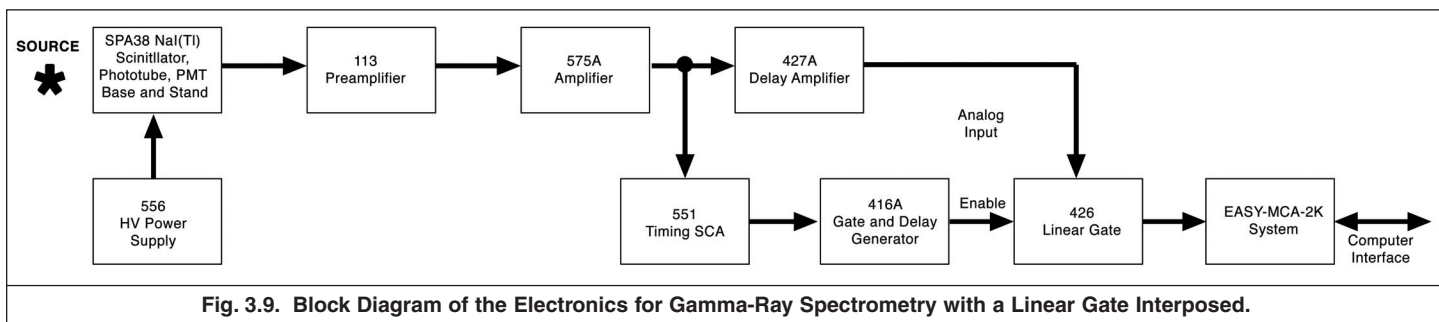 SOURCE
SPA38 NaI(Tl)
Scinitllator,
Phototube, PMT
Base and Stand
113
Preamplifier
575A
Amplifier
427A
Delay Amplifier
Analog
Input
556
HV Power
Supply
551
Timing SCA
416A
Gate and Delay
Generator
Enable
426
Linear Gate
EASY-MCA-2K
System
Computer
Interface
Fig. 3.9. Block Diagram of the Electronics for Gamma-Ray Spectrometry with a Linear Gate Interposed.